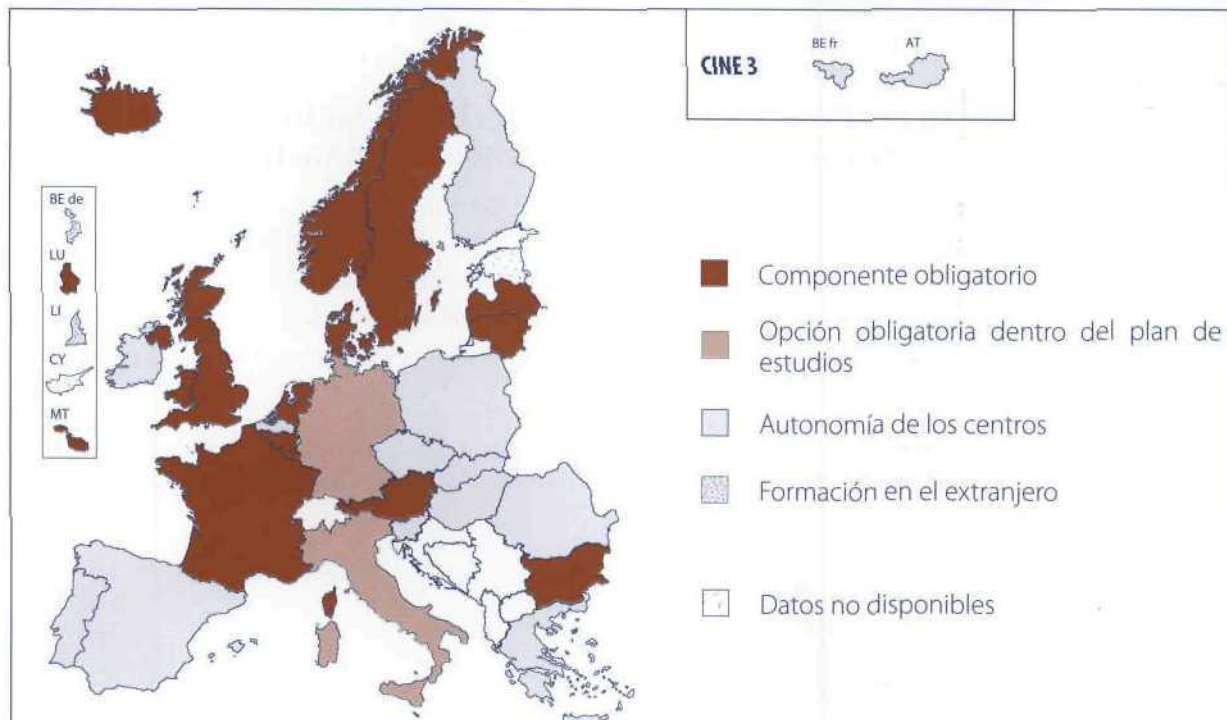 CINE 3
BE fr
AT
BE de
LU
LI
CY
MT
Componente obligatorio
Opción obligatoria dentro del plan de
estudios
Autonomía de los centros
Formación en el extranjero
Datos no disponibles